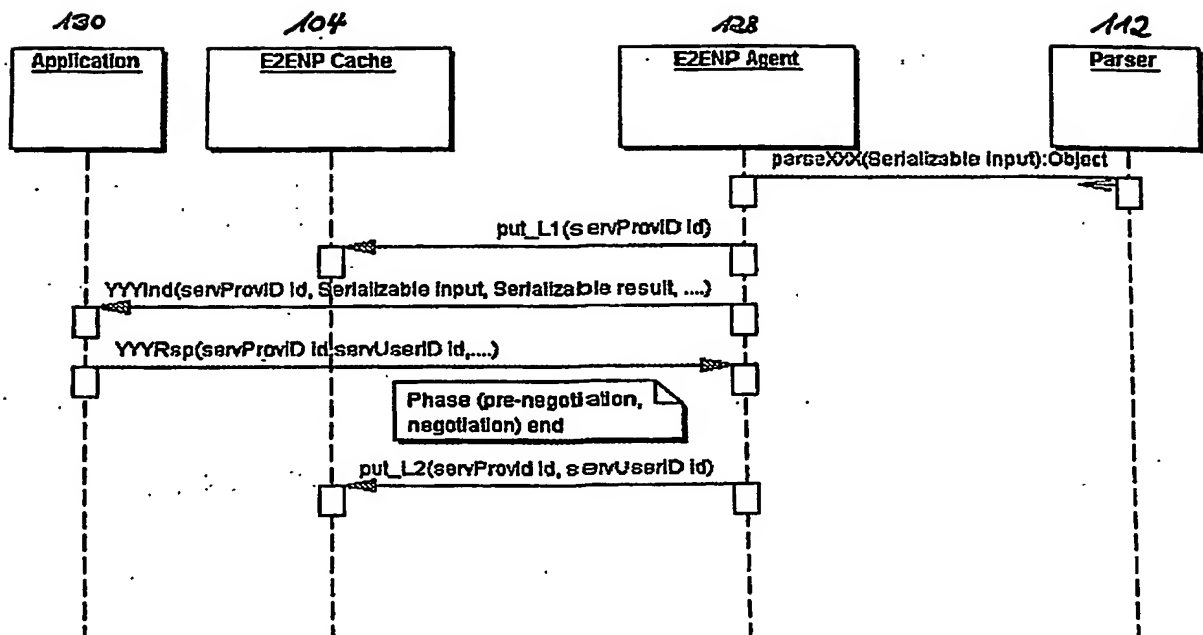 130 104 128 112
Application E2ENP Cache E2ENP Agent Parser
parseXXX(Serializable input):Object
put_L1(servProvID id)
YYYInd(servProvID id, Serializable input, Serializable result, ....)
YYYRsp(servProvID id servUserID id,....)
Phase (pre-negotiation,
negotiation) end
put_L2(servProvId id, servUserID id)